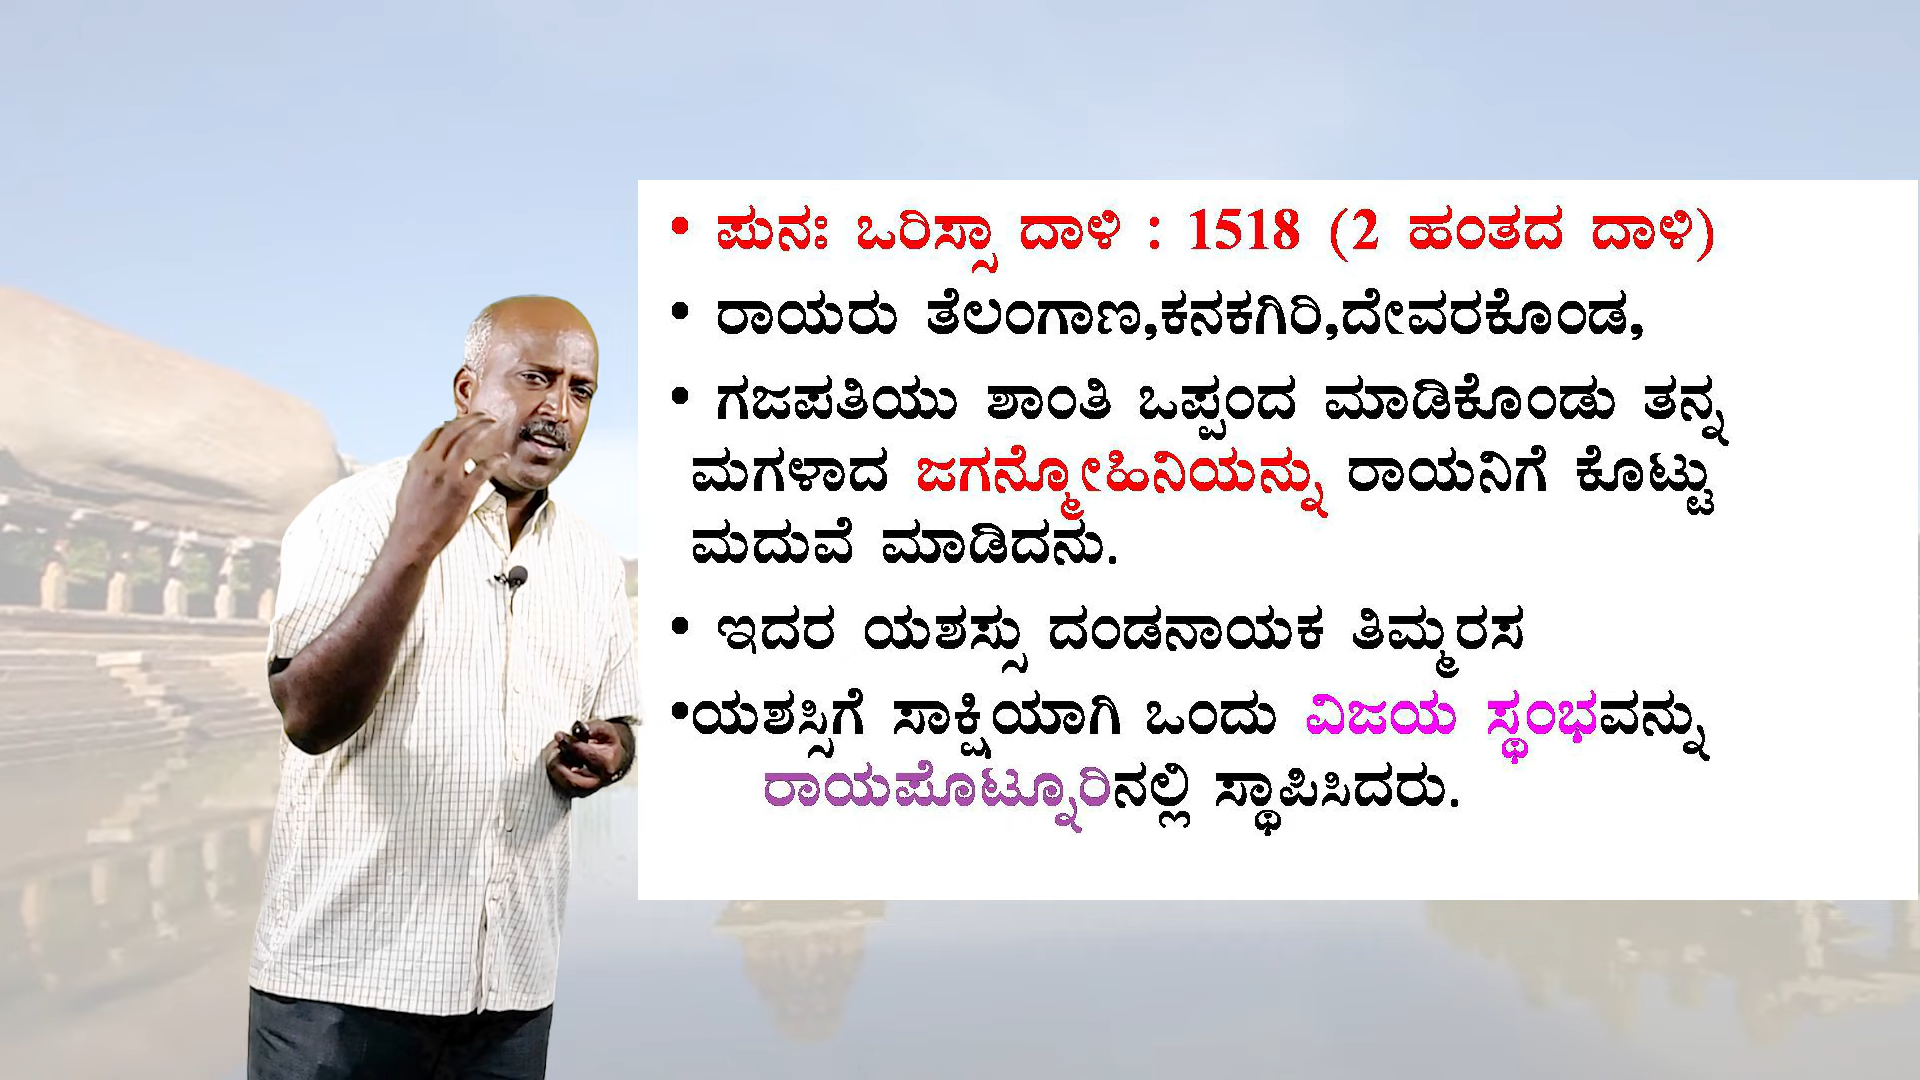 • ಪುನಃ ಒರಿಸ್ಸಾ ದಾಳಿ : 1518 (2 ಹಂತದ ದಾಳಿ)
• ರಾಯರು ತೆಲಂಗಾಣ,ಕನಕಗಿರಿ,ದೇವರಕೊಂಡ,
• ಗಜಪತಿಯು ಶಾಂತಿ ಒಪ್ಪಂದ ಮಾಡಿಕೊಂಡು ತನ್ನ
ಮಗಳಾದ ಜಗನ್ಮೋಹಿನಿಯನ್ನು ರಾಯನಿಗೆ ಕೊಟ್ಟು
ಮದುವೆ ಮಾಡಿದನು.
• ಇದರ ಯಶಸ್ಸು ದಂಡನಾಯಕ ತಿಮ್ಮರಸ
•ಯಶಸ್ಸಿಗೆ ಸಾಕ್ಷಿಯಾಗಿ ಒಂದು ವಿಜಯ ಸ್ಥಂಭವನ್ನು
ರಾಯಪೊಟ್ನೂರಿನಲ್ಲಿ ಸ್ಥಾಪಿಸಿದರು.